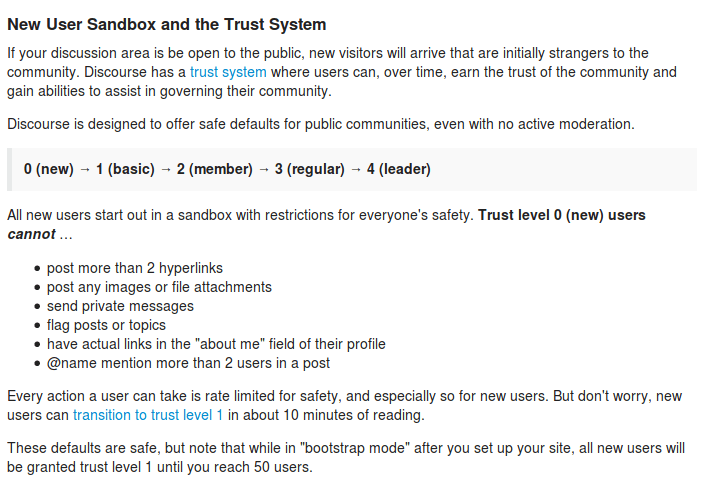 New User Sandbox and the Trust System
If your discussion area is be open to the public, new visitors will arrive that are initially strangers to the
community. Discourse has a trust system where users can, over time, earn the trust of the community and
gain abilities to assist in governing their community.
Discourse is designed to offer safe defaults for public communities, even with no active moderation.
0 (new) → 1 (basic) → 2 (member) → 3 (regular) → 4 (leader)
All new users start out in a sandbox with restrictions for everyone's safety. Trust level 0 (new) users
cannot …
• post more than 2 hyperlinks
• post any images or file attachments
• send private messages
• flag posts or topics
• have actual links in the "about me" field of their profile
• @name mention more than 2 users in a post
Every action a user can take is rate limited for safety, and especially so for new users. But don't worry, new
users can transition to trust level 1 in about 10 minutes of reading.
These defaults are safe, but note that while in "bootstrap mode" after you set up your site, all new users will
be granted trust level 1 until you reach 50 users.